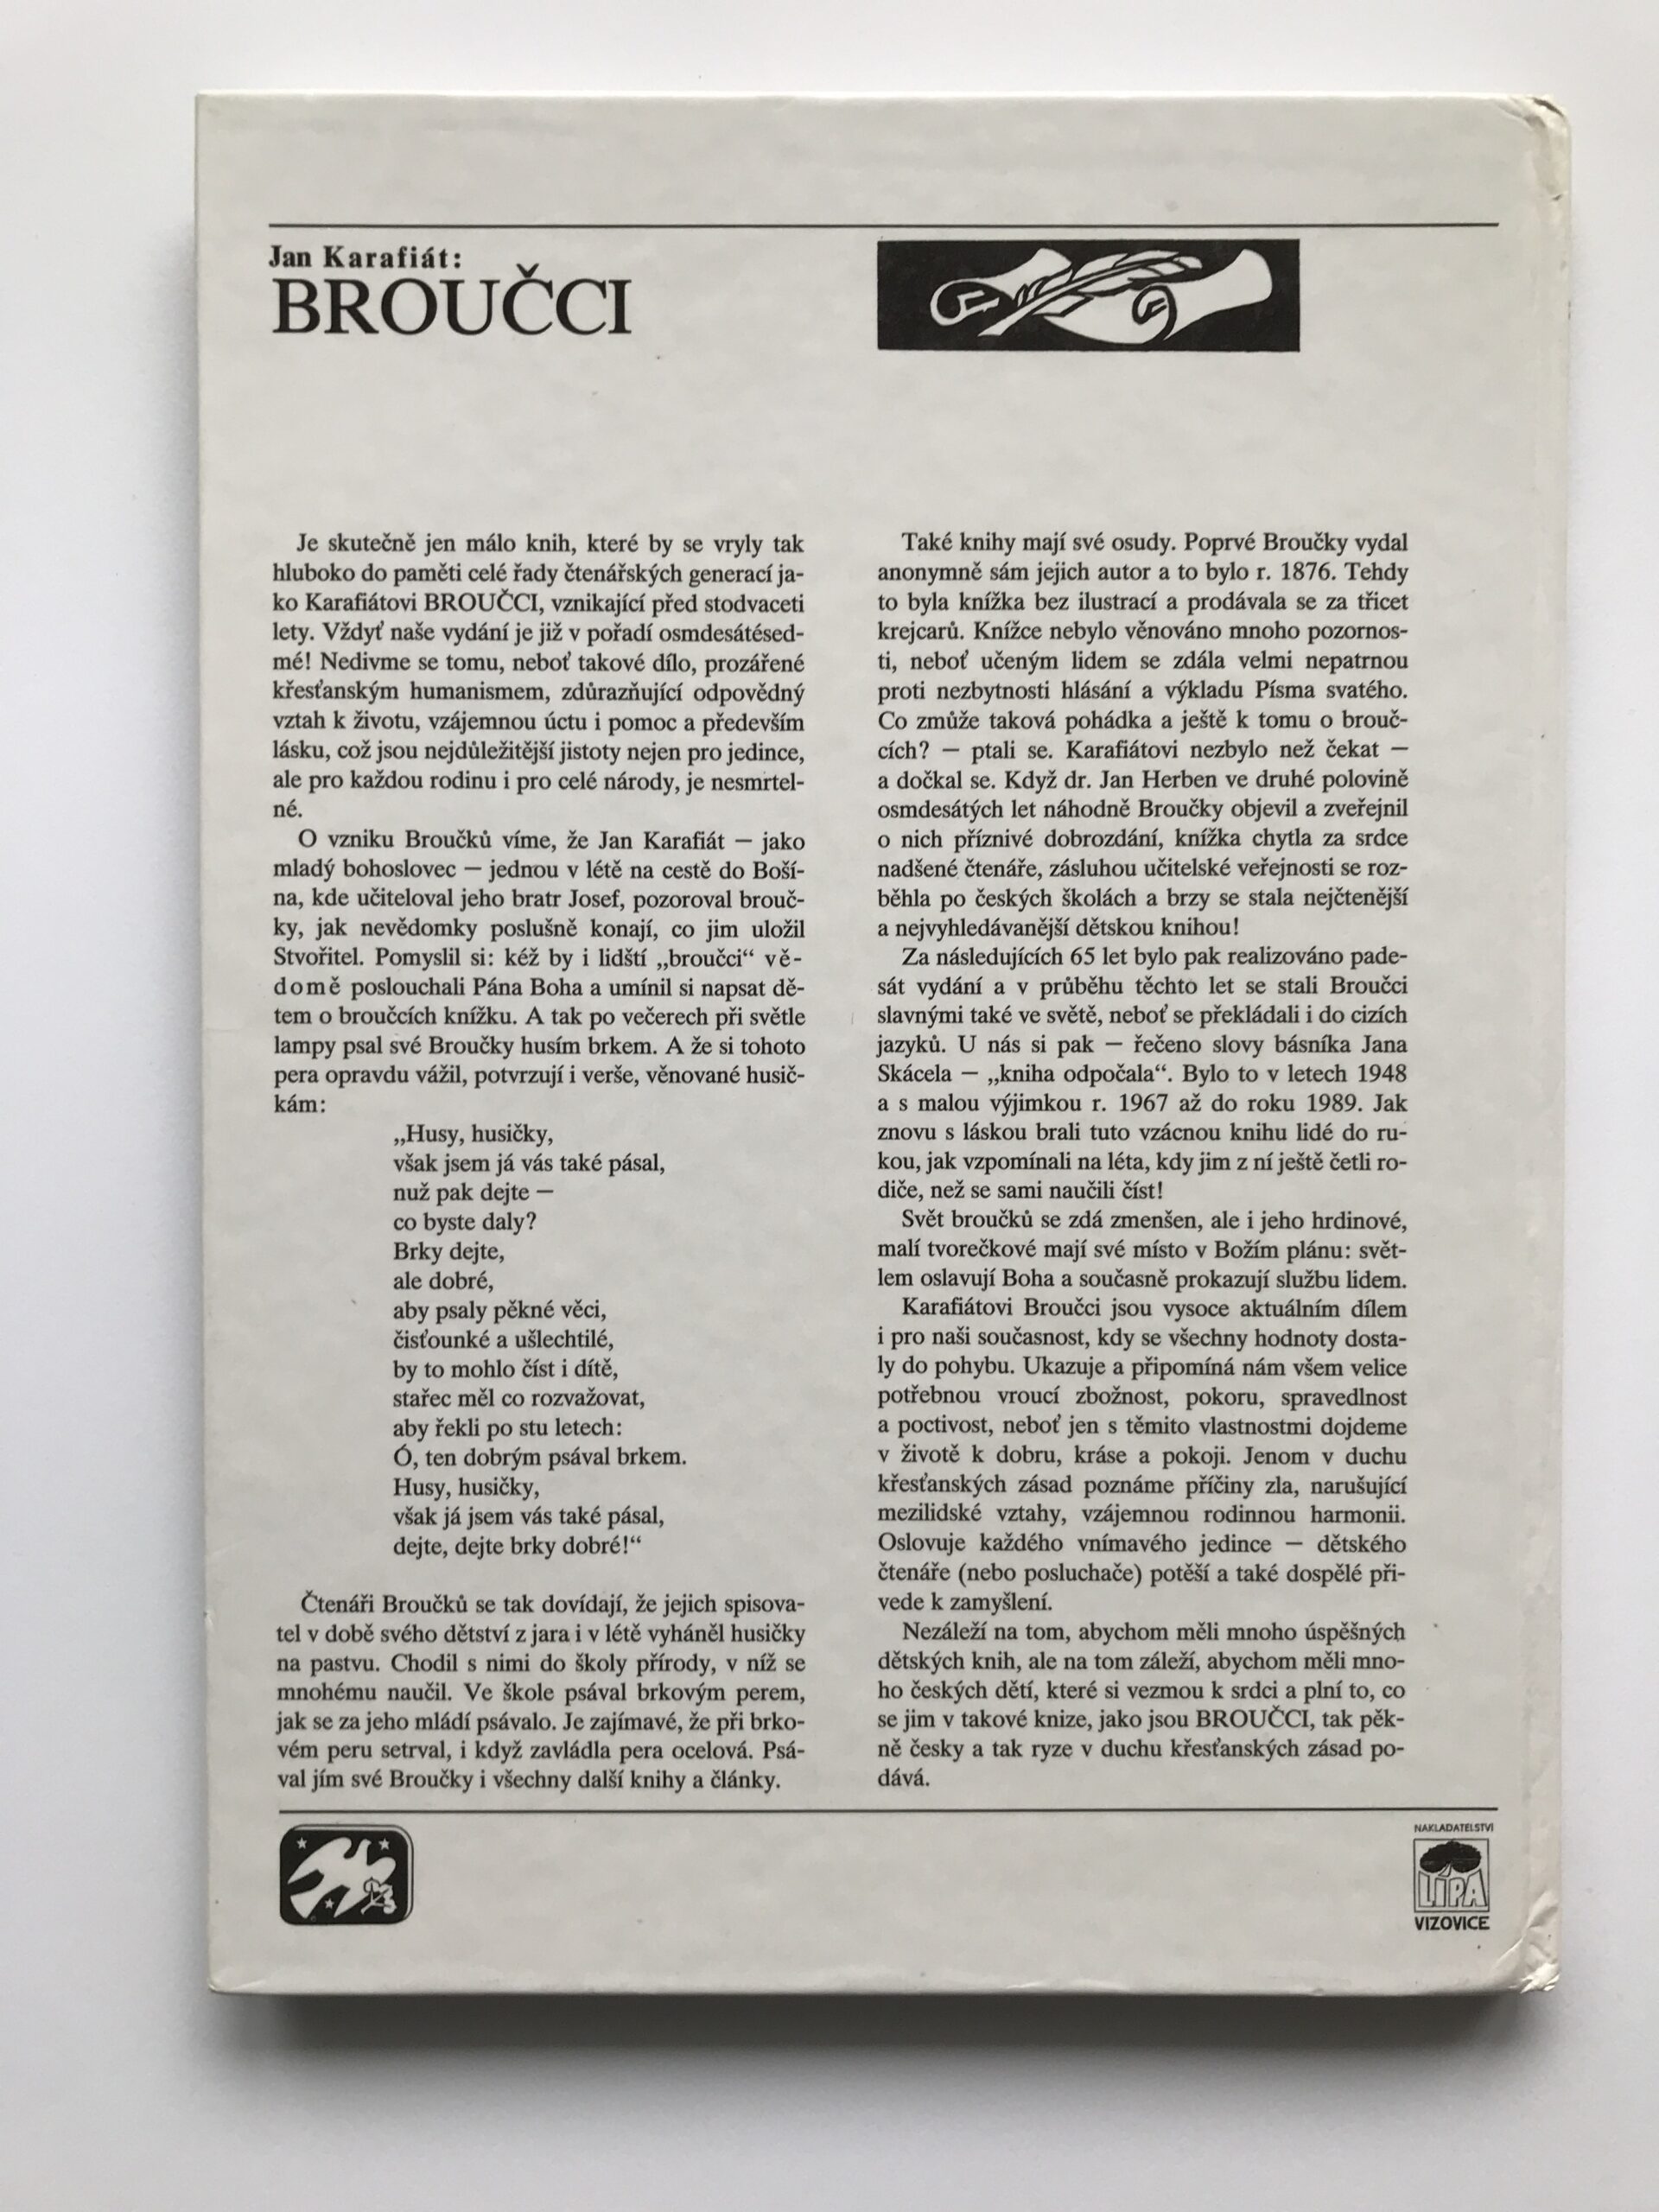 Jan Karafiát:
BROUČCI
Je skutečně jen málo knih, které by se vryly tak
hluboko do paměti celé řady čtenářských generací ja-
ko Karafiátovi BROUČCI, vznikající před stodvaceti
lety. Vždyť naše vydání je již v pořadí osmdesátésed-
mé! Nedivme se tomu, neboť takové dílo, prozářené
křesťanským humanismem, zdůrazňující odpovědný
vztah k životu, vzájemnou úctu i pomoc a především
lásku, což jsou nejdůležitější jistoty nejen pro jedince,
ale pro každou rodinu i pro celé národy, je nesmrtel-
né.
O vzniku Broučků víme, že Jan Karafiát — jako
mladý bohoslovec — jednou v létě na cestě do Boší-
na, kde učiteloval jeho bratr Josef, pozoroval brouč-
ky, jak nevědomky poslušně konají, co jim uložil
Stvořitel. Pomyslil si: kéž by i lidští „broučci“ vě-
domě poslouchali Pána Boha a umínil si napsat dě-
tem o broučcích knížku. A tak po večerech při světle
lampy psal své Broučky husím brkem. A že si tohoto
pera opravdu vážil, potvrzují i verše, věnované husič-
kám:
„Husy, husičky,
však jsem já vás také pásal,
nuž pak dejte —
co byste daly?
Brky dejte,
ale dobré,
aby psaly pěkné věci,
čisťounké a ušlechtilé,
by to mohlo číst i dítě,
stařec měl co rozvažovat,
aby řekli po stu letech:
Ó, ten dobrým psával brkem.
Husy, husičky,
však já jsem vás také pásal,
dejte, dejte brky dobré!“
Čtenáři Broučků se tak dovídají, že jejich spisova-
tel v době svého dětství z jara i v létě vyháněl husičky
na pastvu. Chodil s nimi do školy přírody, v níž se
mnohému naučil. Ve škole psával brkovým perem,
jak se za jeho mládí psávalo. Je zajímavé, že při brko-
vém peru setrval, i když zavládla pera ocelová. Psá-
val jím své Broučky i všechny další knihy a články.
Také knihy mají své osudy. Poprvé Broučky vydal
anonymně sám jejich autor a to bylo r. 1876. Tehdy
to byla knížka bez ilustrací a prodávala se za třicet
krejcarů. Knížce nebylo věnováno mnoho pozornos-
ti, neboť učeným lidem se zdála velmi nepatrnou
proti nezbytnosti hlásání a výkladu Písma svatého.
Co zmůže taková pohádka a ještě k tomu o brouč-
cích? — ptali se. Karafiátovi nezbylo než čekat —
a dočkal se. Když dr. Jan Herben ve druhé polovině
osmdesátých let náhodně Broučky objevil a zveřejnil
o nich příznivé dobrozdání, knížka chytla za srdce
nadšené čtenáře, zásluhou učitelské veřejnosti se roz-
běhla po českých školách a brzy se stala nejčtenější
a nejvyhledávanější dětskou knihou!
Za následujících 65 let bylo pak realizováno pade-
sát vydání a v průběhu těchto let se stali Broučci
slavnými také ve světě, neboť se překládali i do cizích
jazyků. U nás si pak — řečeno slovy básníka Jana
Skácela — „kniha odpočala“. Bylo to v letech 1948
a s malou výjimkou r. 1967 až do roku 1989. Jak
znovu s láskou brali tuto vzácnou knihu lidé do ru-
kou, jak vzpomínali na léta, kdy jim z ní ještě četli ro-
diče, než se sami naučili číst!
Svět broučků se zdá zmenšen, ale i jeho hrdinové,
malí tvorečkové mají své místo v Božím plánu: svět-
lem oslavují Boha a současně prokazují službu lidem.
Karafiátovi Broučci jsou vysoce aktuálním dílem
i pro naši současnost, kdy se všechny hodnoty dosta-
ly do pohybu. Ukazuje a připomíná nám všem velice
potřebnou vroucí zbožnost, pokoru, spravedlnost
a poctivost, neboť jen s těmito vlastnostmi dojdeme
v životě k dobru, kráse a pokoji. Jenom v duchu
křesťanských zásad poznáme příčiny zla, narušující
mezilidské vztahy, vzájemnou rodinnou harmonii.
Oslovuje každého vnímavého jedince — dětského
čtenáře (nebo posluchače) potěší a také dospělé při-
vede k zamyšlení.
Nezáleží na tom, abychom měli mnoho úspěšných
dětských knih, ale na tom záleží, abychom měli mno-
ho českých dětí, které si vezmou k srdci a plní to, co
se jim v takové knize, jako jsou BROUČCI, tak pěk-
ně česky a tak ryze v duchu křesťanských zásad po-
dává.
NAKLADATELSTVÍ
LÍPA
VIZOVICE